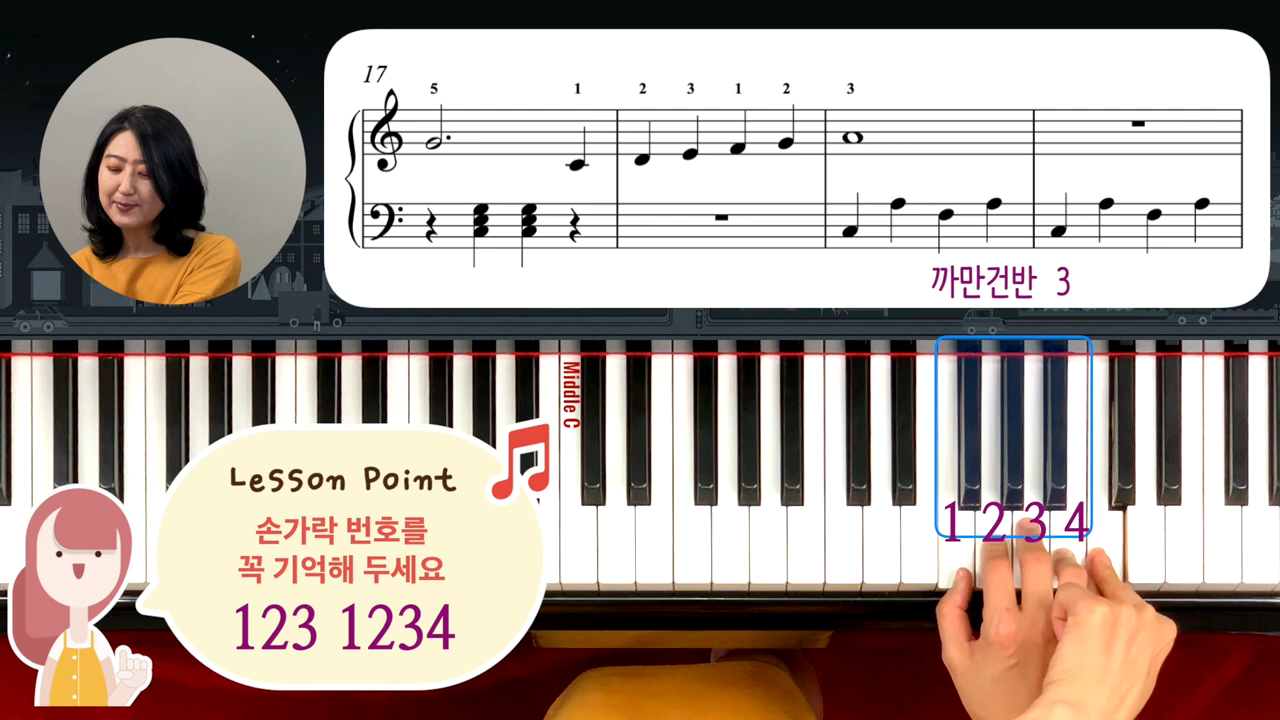 17
5 1 2 3 1 2 3
까만건반 3
Middle C
1 2 3 4
Lesson Point
손가락 번호를
꼭 기억해 두세요
123 1234